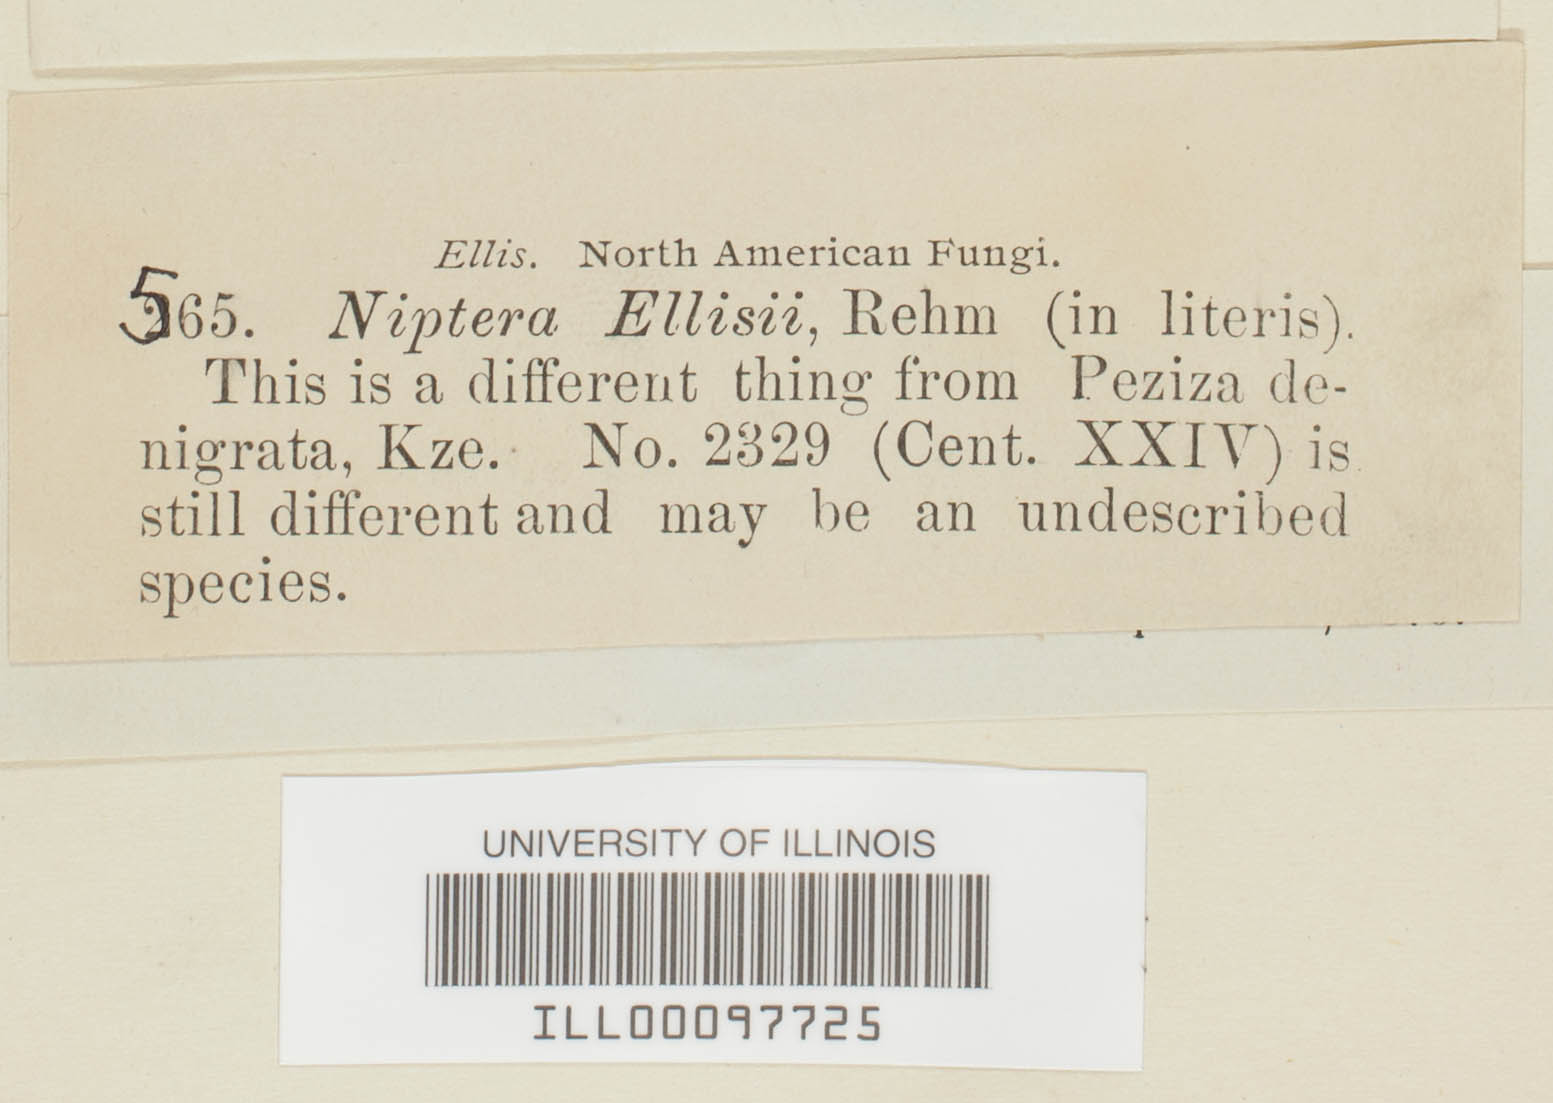 Ellis. North American Fungi.
565. Niptera Ellisii, Rehm (in literis).
This is a different thing from Peziza de-
nigrata, Kze. No. 2329 (Cent. XXIV) is
still different and may be an undescribed
species.
UNIVERSITY OF ILLINOIS
ILL00097725